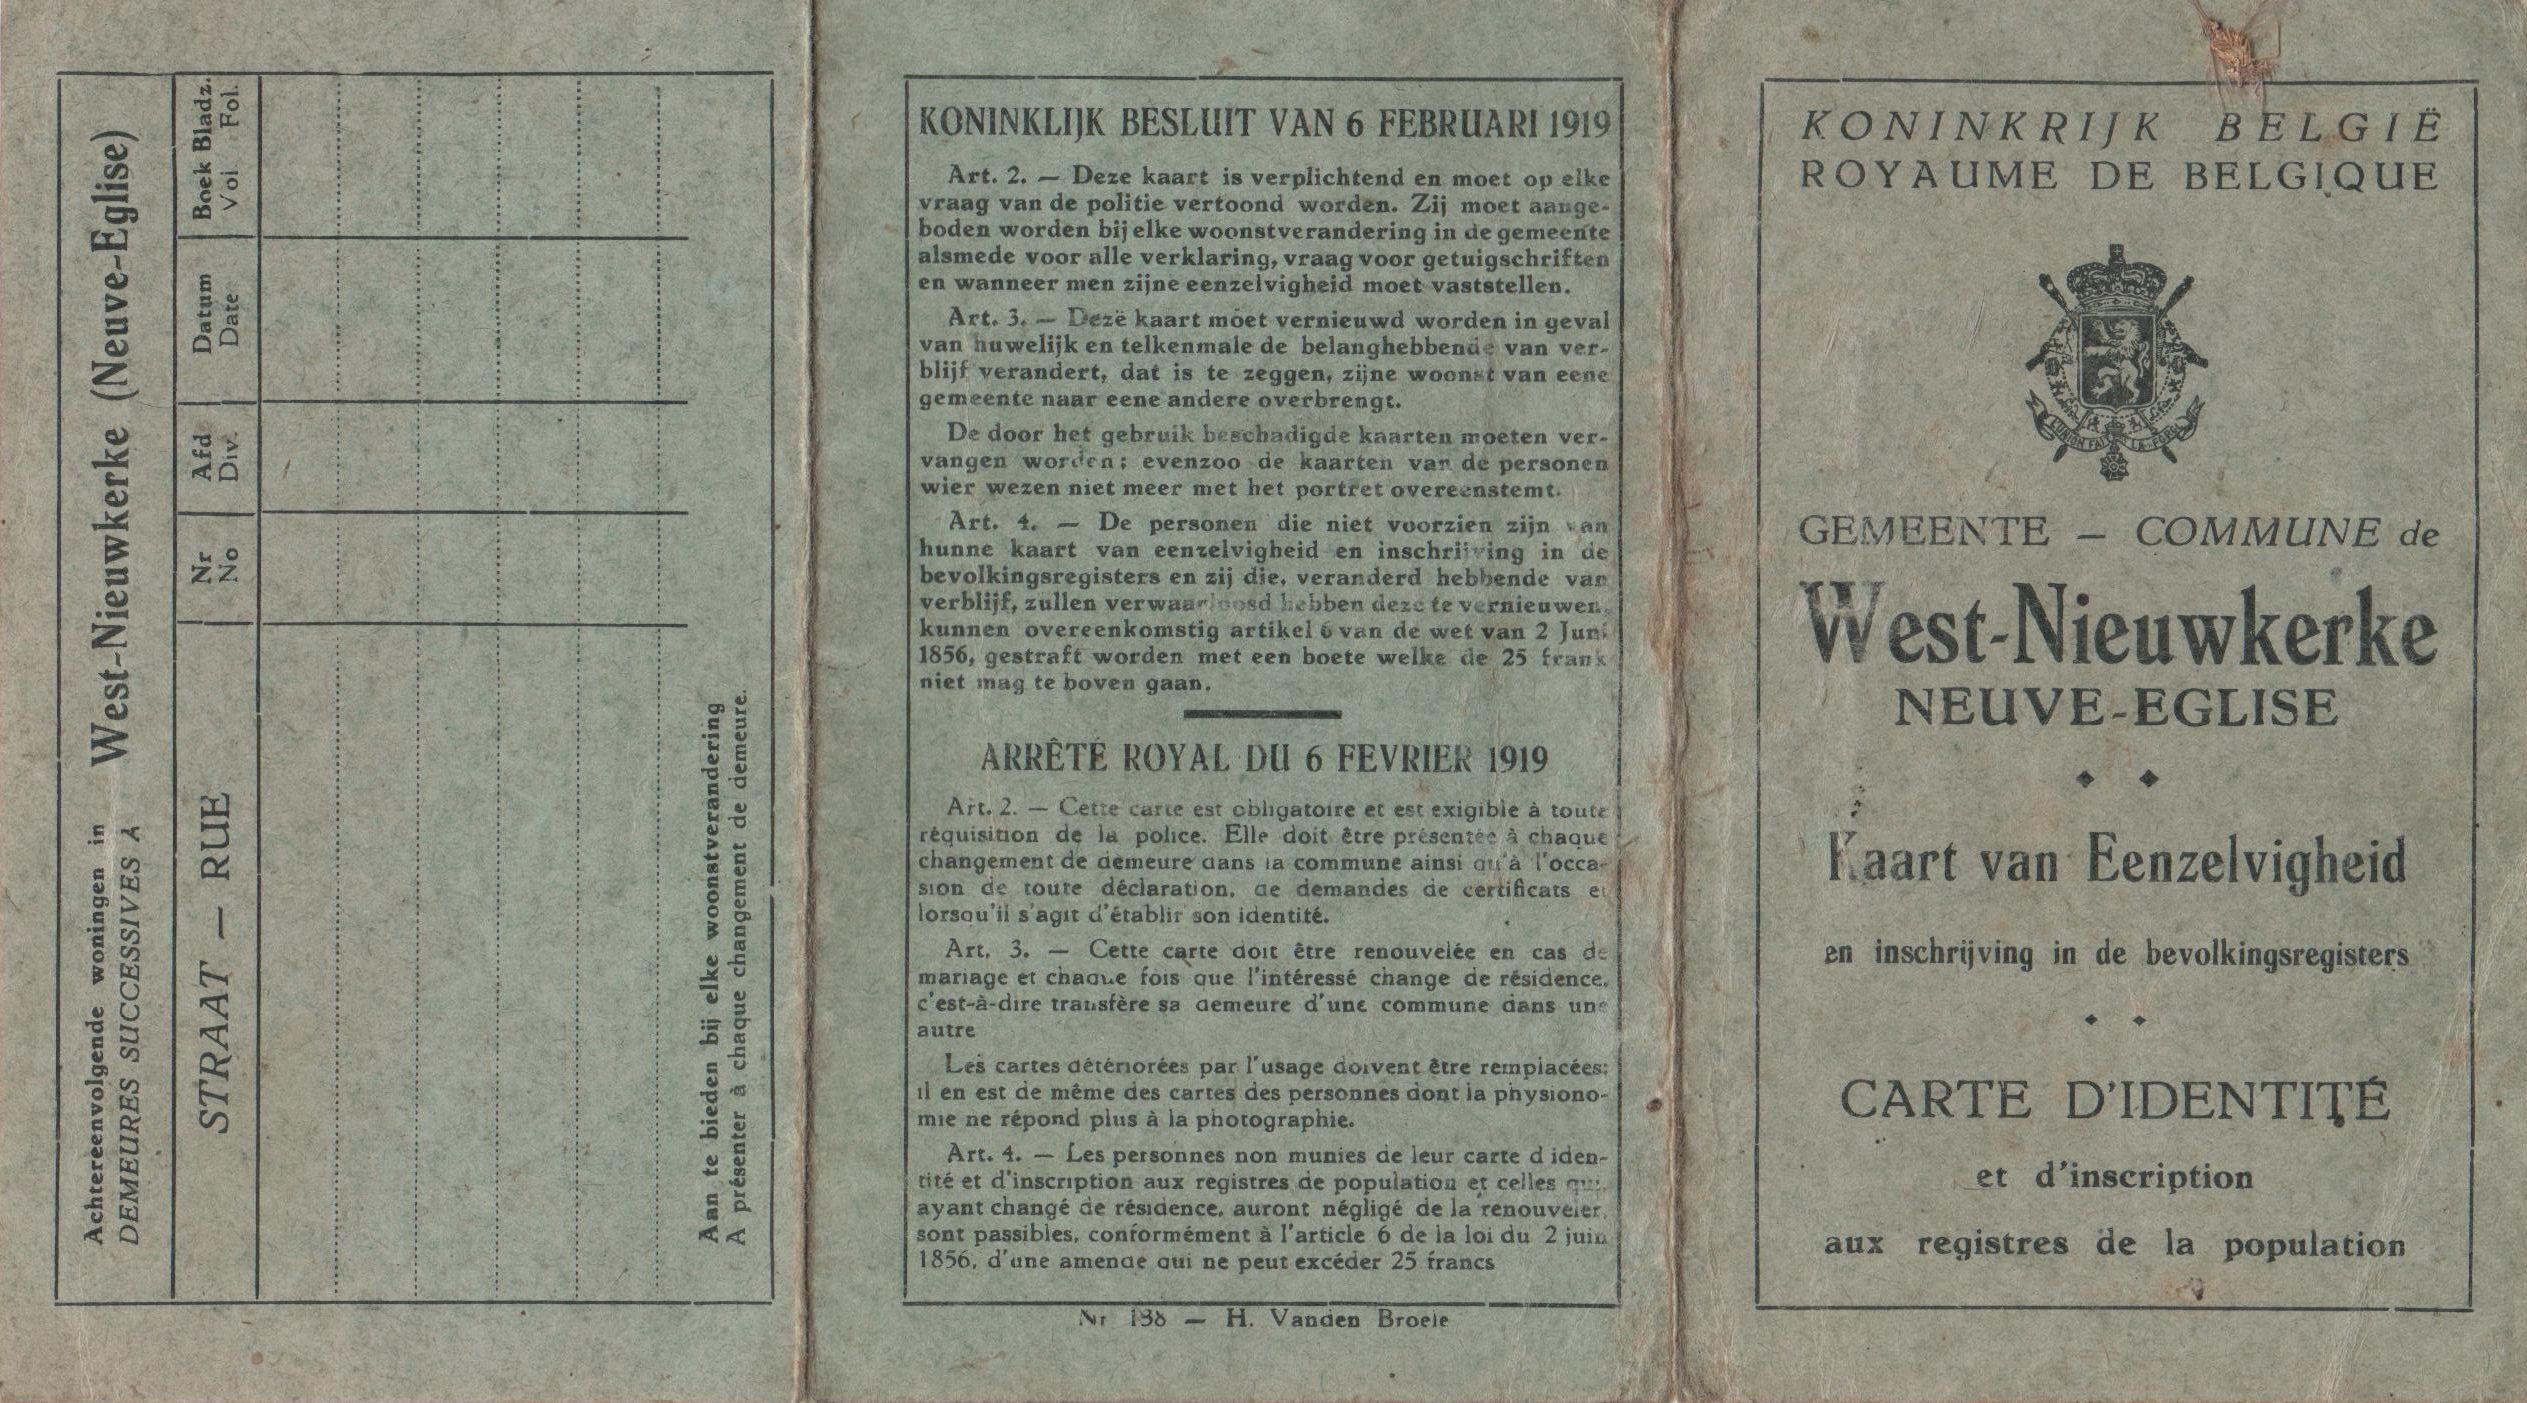 Achtereenvolgende woningen in West-Nieuwkerke (Neuve-Eglise)
DEMEURES SUCCESSIVES À
STRAAT — RUE
Nr
No
Afd
Div.
Datum
Date
Boek Bladz.
Vol Fol.
Aan te bieden bij elke woonstverandering
A présenter à chaque changement de demeure.
KONINKLIJK BESLUIT VAN 6 FEBRUARI 1919
Art. 2. — Deze kaart is verplichtend en moet op elke
vraag van de politie vertoond worden. Zij moet aange-
boden worden bij elke woonstverandering in de gemeente
alsmede voor alle verklaring, vraag voor getuigschriften
en wanneer men zijne eenzelvigheid moet vaststellen.
Art. 3. — Deze kaart moet vernieuwd worden in geval
van huwelijk en telkenmale de belanghebbende van ver-
blijf verandert, dat is te zeggen, zijne woonst van eene
gemeente naar eene andere overbrengt.
De door het gebruik beschadigde kaarten moeten ver-
vangen worden; evenzoo de kaarten van de personen
wier wezen niet meer met het portret overeenstemt.
Art. 4. — De personen die niet voorzien zijn van
hunne kaart van eenzelvigheid en inschrijving in de
bevolkingsregisters en zij die, veranderd hebbende van
verblijf, zullen verwaarloosd hebben deze te vernieuwen,
kunnen overeenkomstig artikel 6 van de wet van 2 Juni
1856, gestraft worden met een boete welke de 25 frank
niet mag te boven gaan.
ARRÊTÉ ROYAL DU 6 FEVRIER 1919
Art. 2. — Cette carte est obligatoire et est exigible à toute
réquisition de la police. Elle doit être présentée à chaque
changement de demeure dans la commune ainsi qu'à l'occa-
sion de toute déclaration, de demandes de certificats et
lorsqu'il s'agit d'établir son identité.
Art. 3. — Cette carte doit être renouvelée en cas de
mariage et chaque fois que l'intéressé change de résidence,
c'est-à-dire transfère sa demeure d'une commune dans une
autre
Les cartes détériorées par l'usage doivent être remplacées;
il en est de même des cartes des personnes dont la physiono-
mie ne répond plus à la photographie.
Art. 4. — Les personnes non munies de leur carte d iden-
tité et d'inscription aux registres de population et celles qui,
ayant changé de résidence, auront négligé de la renouveler,
sont passibles, conformément à l'article 6 de la loi du 2 juin
1856, d'une amende qui ne peut excéder 25 francs
Nr 138 — H. Vanden Broele
KONINKRIJK BELGIË
ROYAUME DE BELGIQUE
L'UNION FAIT LA FORCE
GEMEENTE – COMMUNE de
West-Nieuwkerke
NEUVE-EGLISE
Kaart van Eenzelvigheid
en inschrijving in de bevolkingsregisters
CARTE D'IDENTITÉ
et d'inscription
aux registres de la population